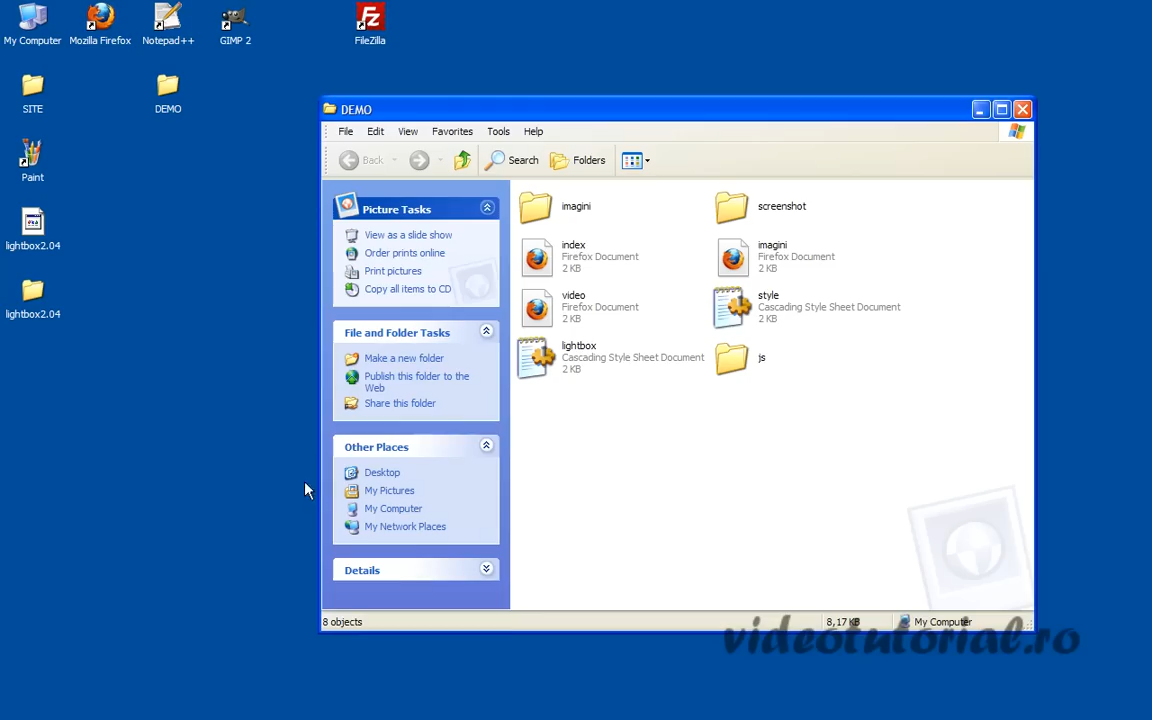 My Computer
Mozilla Firefox
Notepad++
GIMP 2
FileZilla
SITE
DEMO
Paint
lightbox2.04
lightbox2.04
DEMO
File Edit View Favorites Tools Help
Back Search Folders
Picture Tasks
View as a slide show
Order prints online
Print pictures
Copy all items to CD
File and Folder Tasks
Make a new folder
Publish this folder to the
Web
Share this folder
Other Places
Desktop
My Pictures
My Computer
My Network Places
Details
imagini
screenshot
index
Firefox Document
2 KB
imagini
Firefox Document
2 KB
video
Firefox Document
2 KB
style
Cascading Style Sheet Document
2 KB
lightbox
Cascading Style Sheet Document
2 KB
js
8 objects
8,17 KB
My Computer
videotutorial.ro